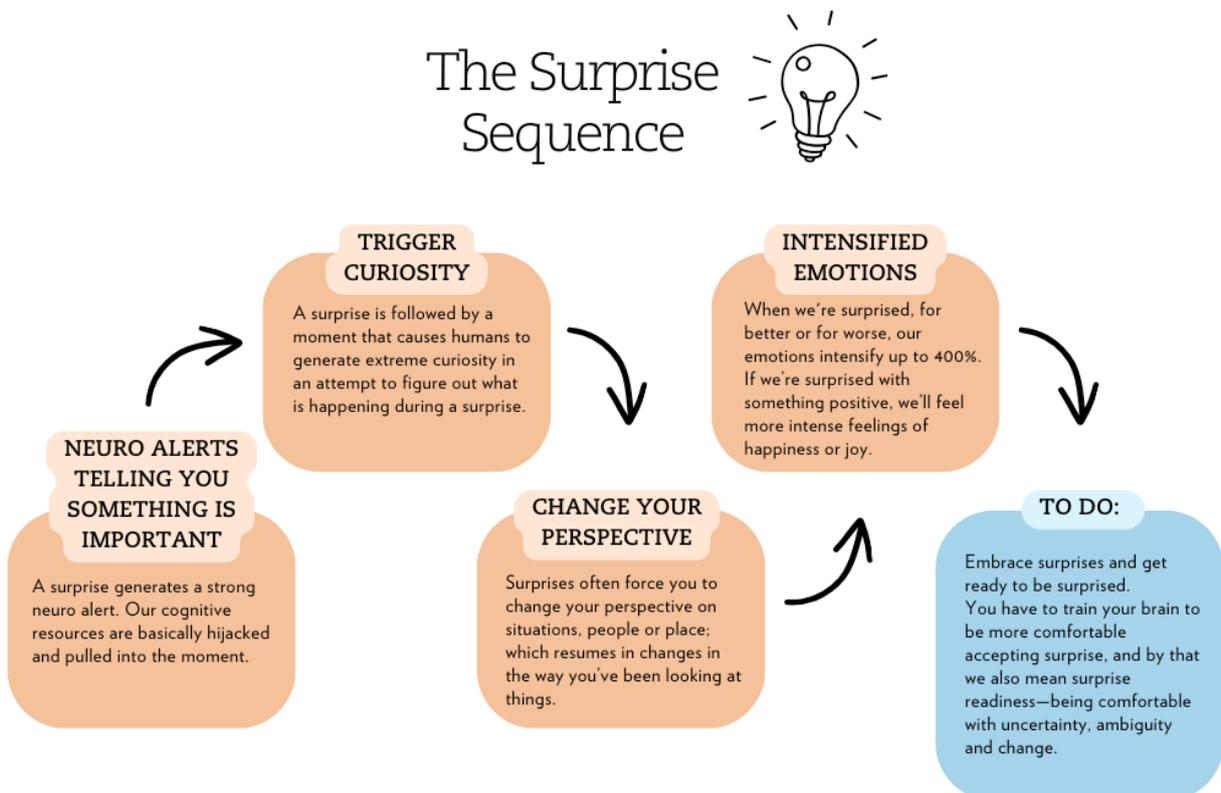 The Surprise
Sequence
NEURO ALERTS
TELLING YOU
SOMETHING IS
IMPORTANT
A surprise generates a strong
neuro alert. Our cognitive
resources are basically hijacked
and pulled into the moment.
TRIGGER
CURIOSITY
A surprise is followed by a
moment that causes humans to
generate extreme curiosity in
an attempt to figure out what
is happening during a surprise.
CHANGE YOUR
PERSPECTIVE
Surprises often force you to
change your perspective on
situations, people or place;
which resumes in changes in
the way you've been looking at
things.
INTENSIFIED
EMOTIONS
When we're surprised, for
better or for worse, our
emotions intensify up to 400%.
If we're surprised with
something positive, we'll feel
more intense feelings of
happiness or joy.
TO DO:
Embrace surprises and get
ready to be surprised.
You have to train your brain to
be more comfortable
accepting surprise, and by that
we also mean surprise
readiness—being comfortable
with uncertainty, ambiguity
and change.